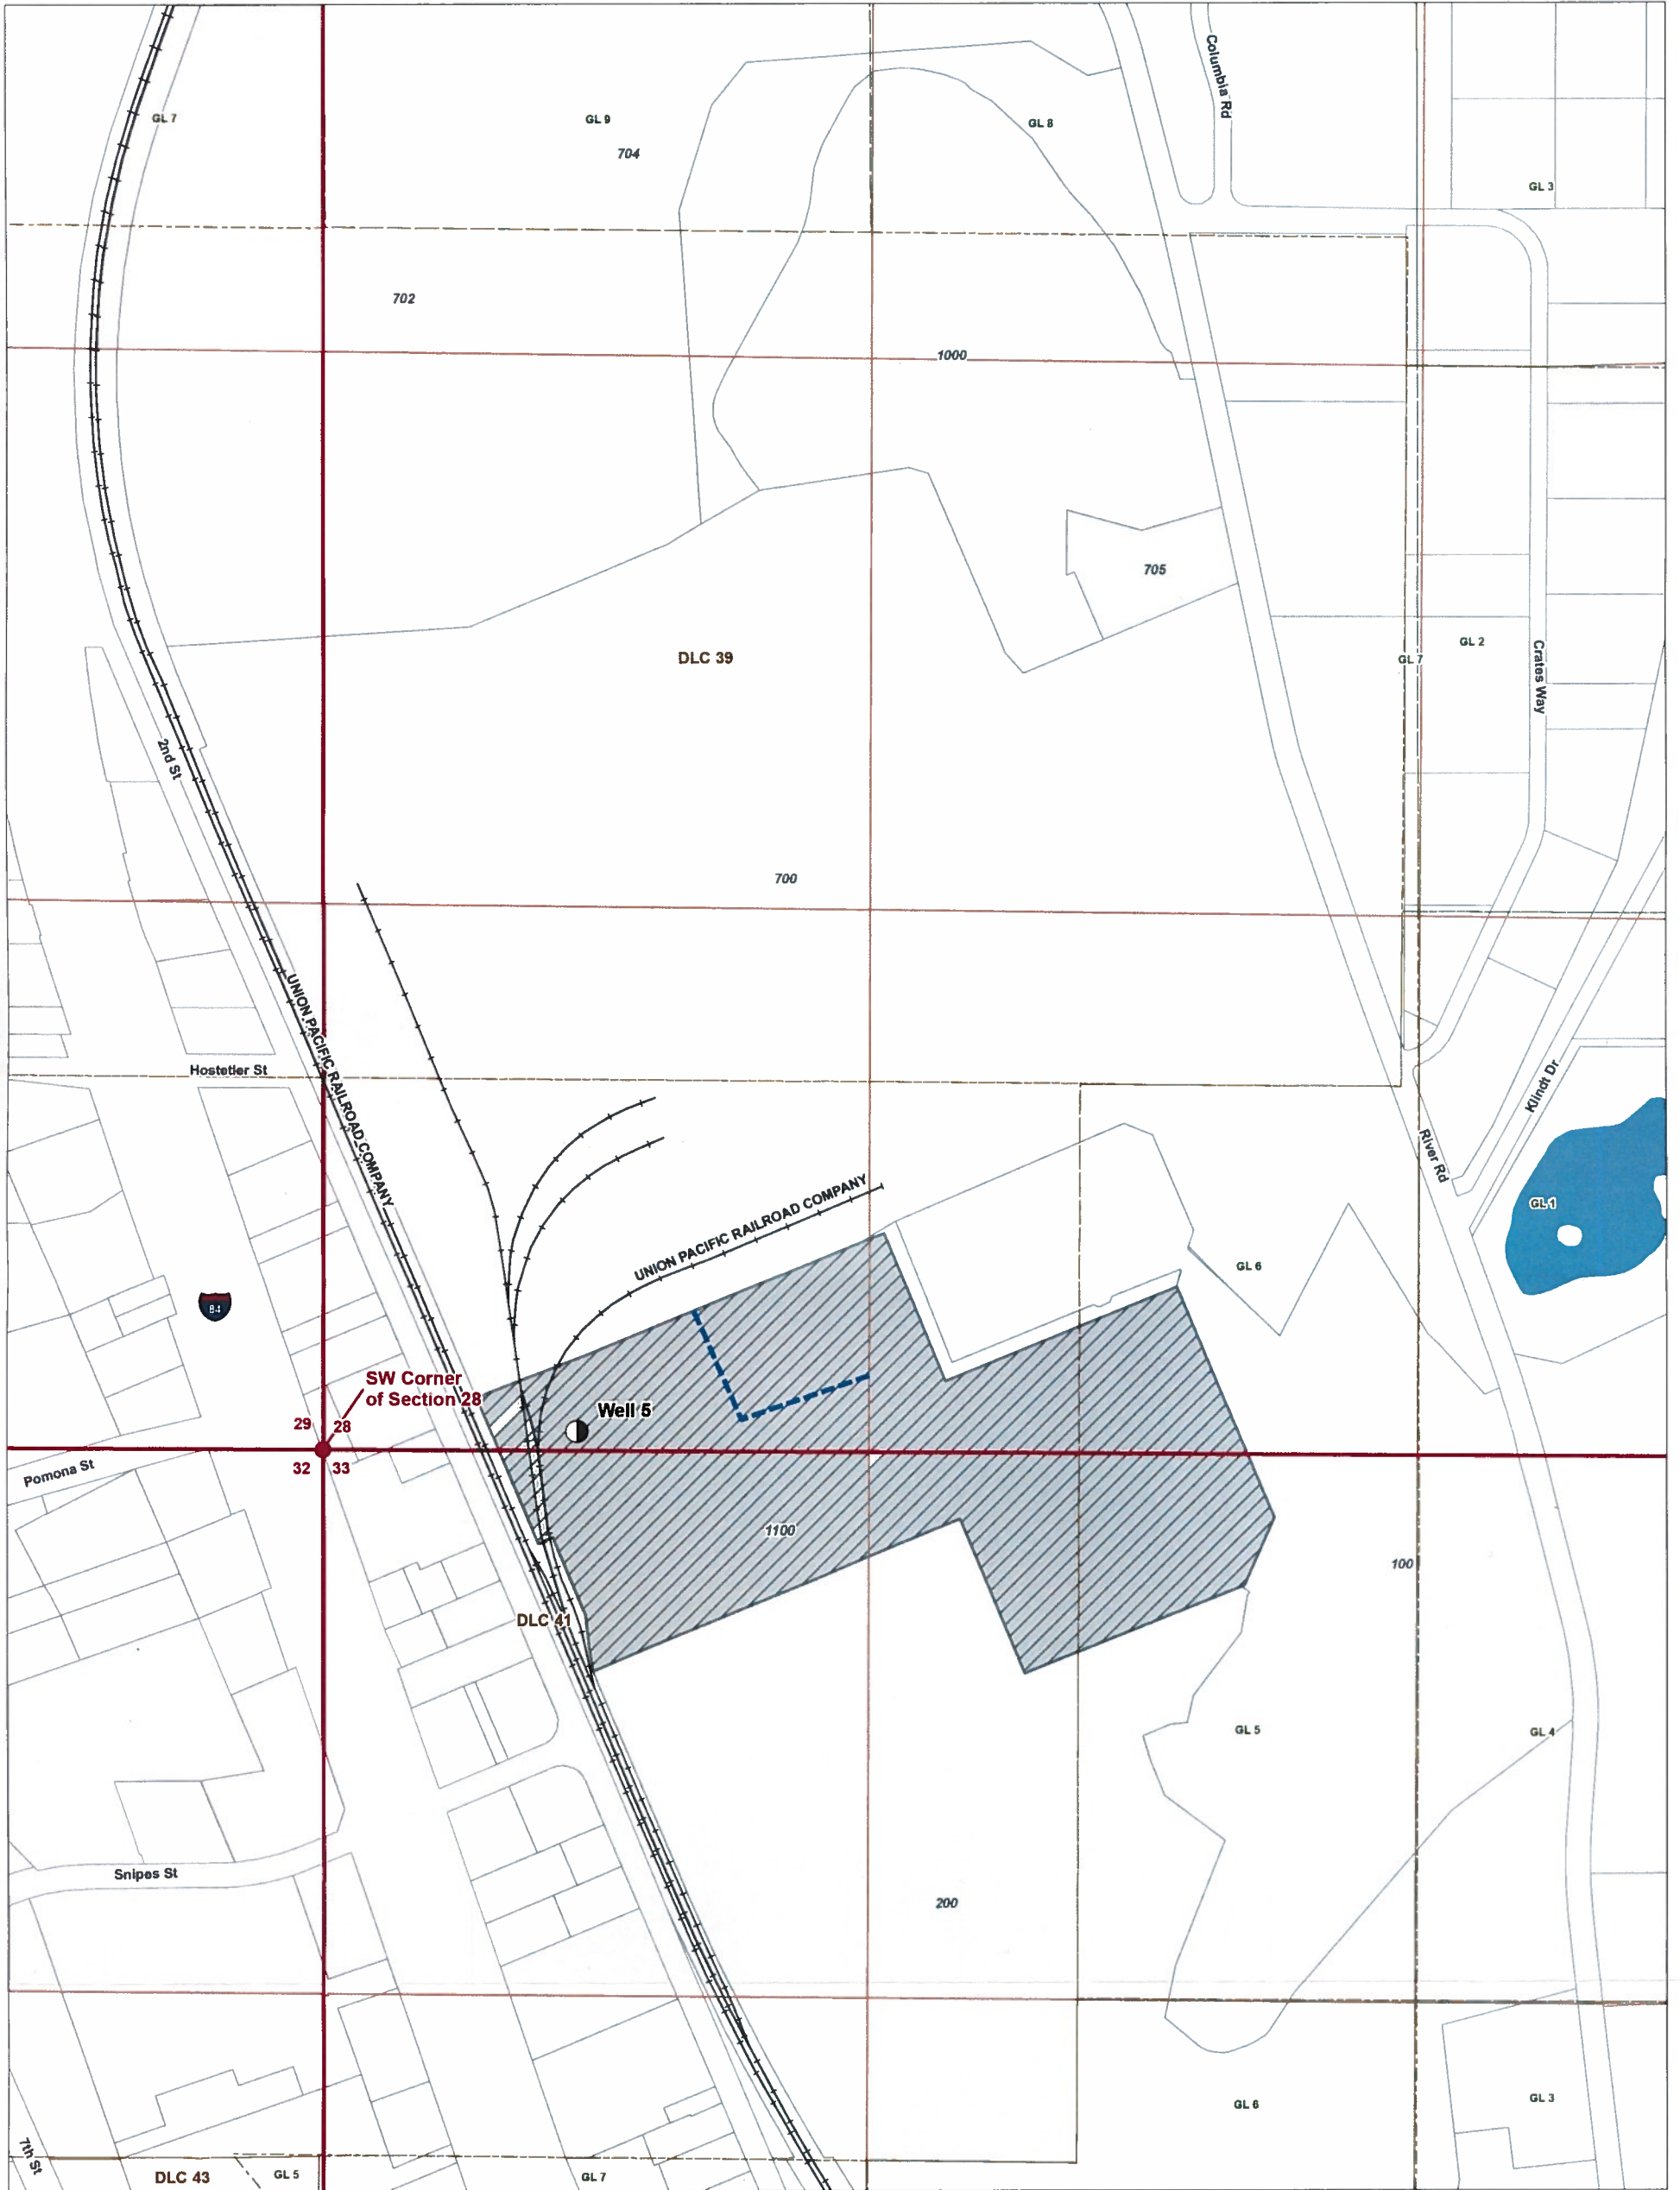 Columbia Rd
GL 7
GL 9
GL 8
704
GL 3
702
1000
705
GL 2
DLC 39
GL 7
Crates Way
2nd St
700
UNION PACIFIC RAILROAD COMPANY
Hostetler St
Klindt Dr
River Rd
UNION PACIFIC RAILROAD COMPANY
GL 1
GL 6
84
SW Corner
of Section 28
29
28
Well 5
32
33
Pomona St
1100
100
DLC 41
GL 5
GL 4
Snipes St
200
GL 6
GL 3
7th St
DLC 43
GL 5
GL 7